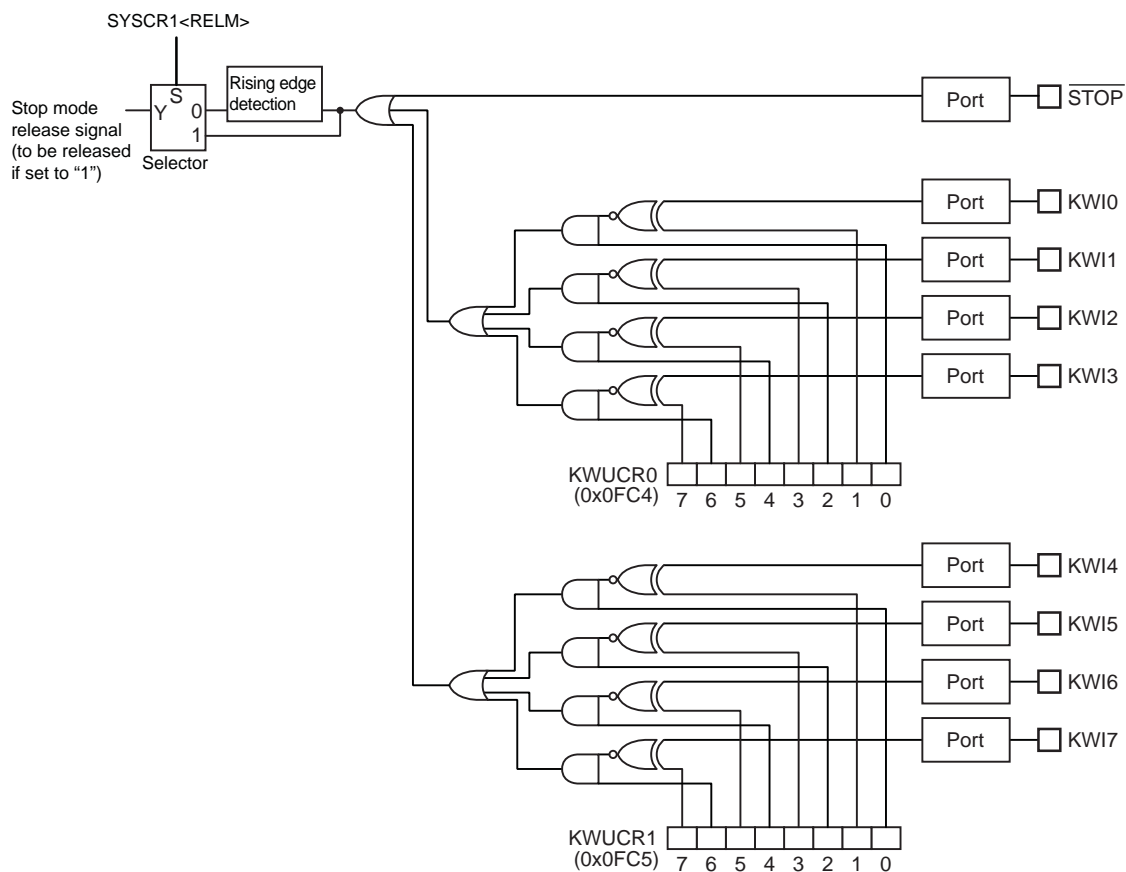 SYSCR1<RELM>
Stop mode
release signal
(to be released
if set to “1”)
Y
S
0
1
Selector
Rising edge
detection
Port
STOP
Port
KWI0
Port
KWI1
Port
KWI2
Port
KWI3
KWUCR0
(0x0FC4)
7 6 5 4 3 2 1 0
Port
KWI4
Port
KWI5
Port
KWI6
Port
KWI7
KWUCR1
(0x0FC5)
7 6 5 4 3 2 1 0